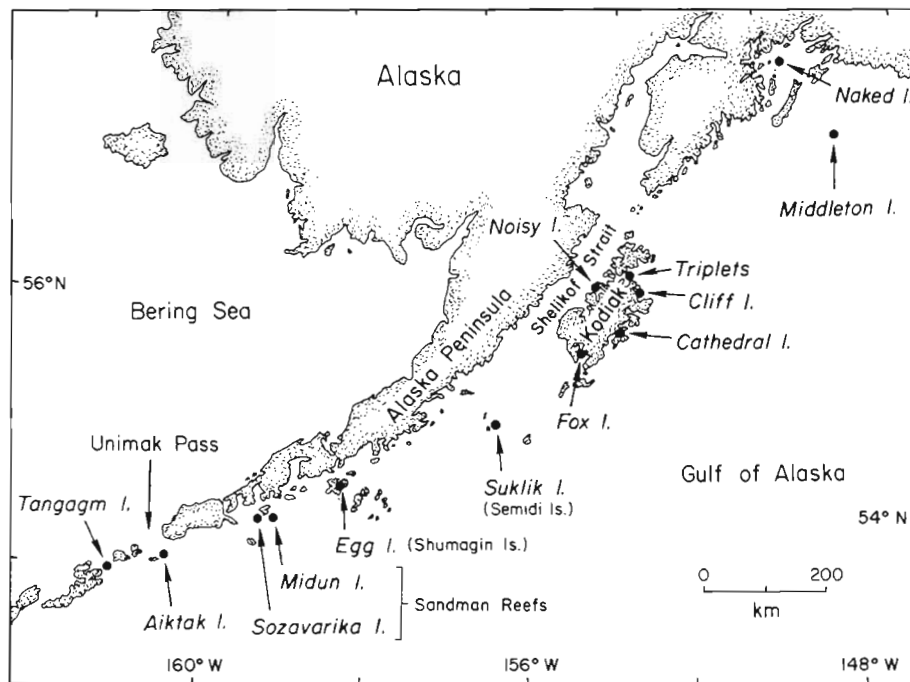 Alaska
Naked I.
Middleton I.
Noisy I.
Shelikof Strait
56°N
Triplets
Kodiak
Cliff I.
Bering Sea
Alaska Peninsula
Cathedral I.
Fox I.
Unimak Pass
Suklik I.
(Semidi Is.)
Gulf of Alaska
Tangagm I.
54°N
Egg I. (Shumagin Is.)
Midun I.
Sandman Reefs
Aiktak I.
Sozavarika I.
0 200
km
160°W
156°W
148°W